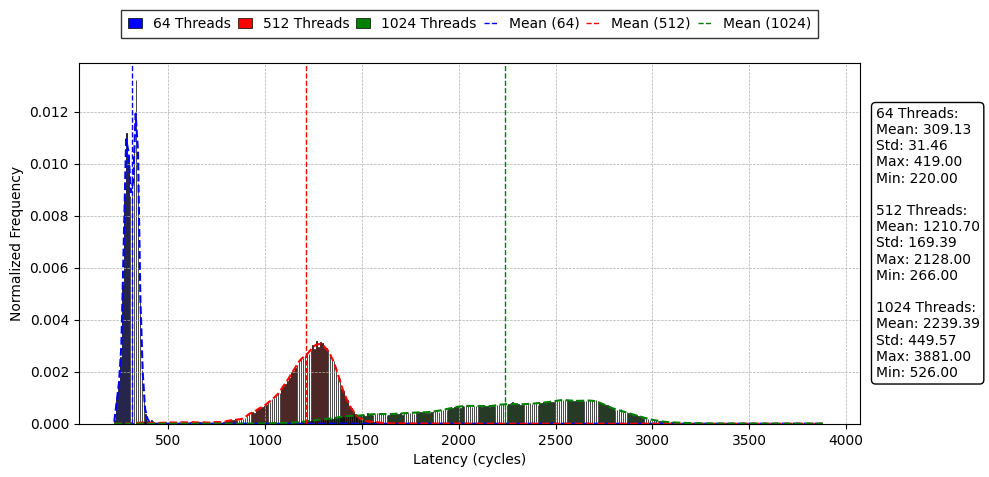 64 Threads 512 Threads 1024 Threads Mean (64) Mean (512) Mean (1024)
0.012
0.010
0.008
0.006
0.004
0.002
0.000
Normalized Frequency
500 1000 1500 2000 2500 3000 3500 4000
Latency (cycles)
64 Threads:
Mean: 309.13
Std: 31.46
Max: 419.00
Min: 220.00
512 Threads:
Mean: 1210.70
Std: 169.39
Max: 2128.00
Min: 266.00
1024 Threads:
Mean: 2239.39
Std: 449.57
Max: 3881.00
Min: 526.00